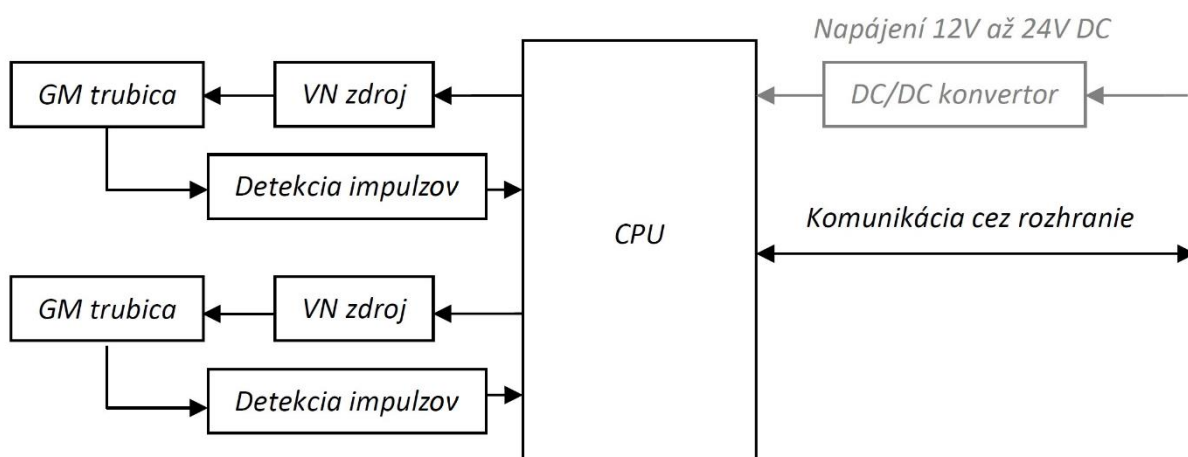 Napájení 12V až 24V DC
GM trubica
VN zdroj
DC/DC konvertor
Detekcia impulzov
CPU
Komunikácia cez rozhranie
GM trubica
VN zdroj
Detekcia impulzov